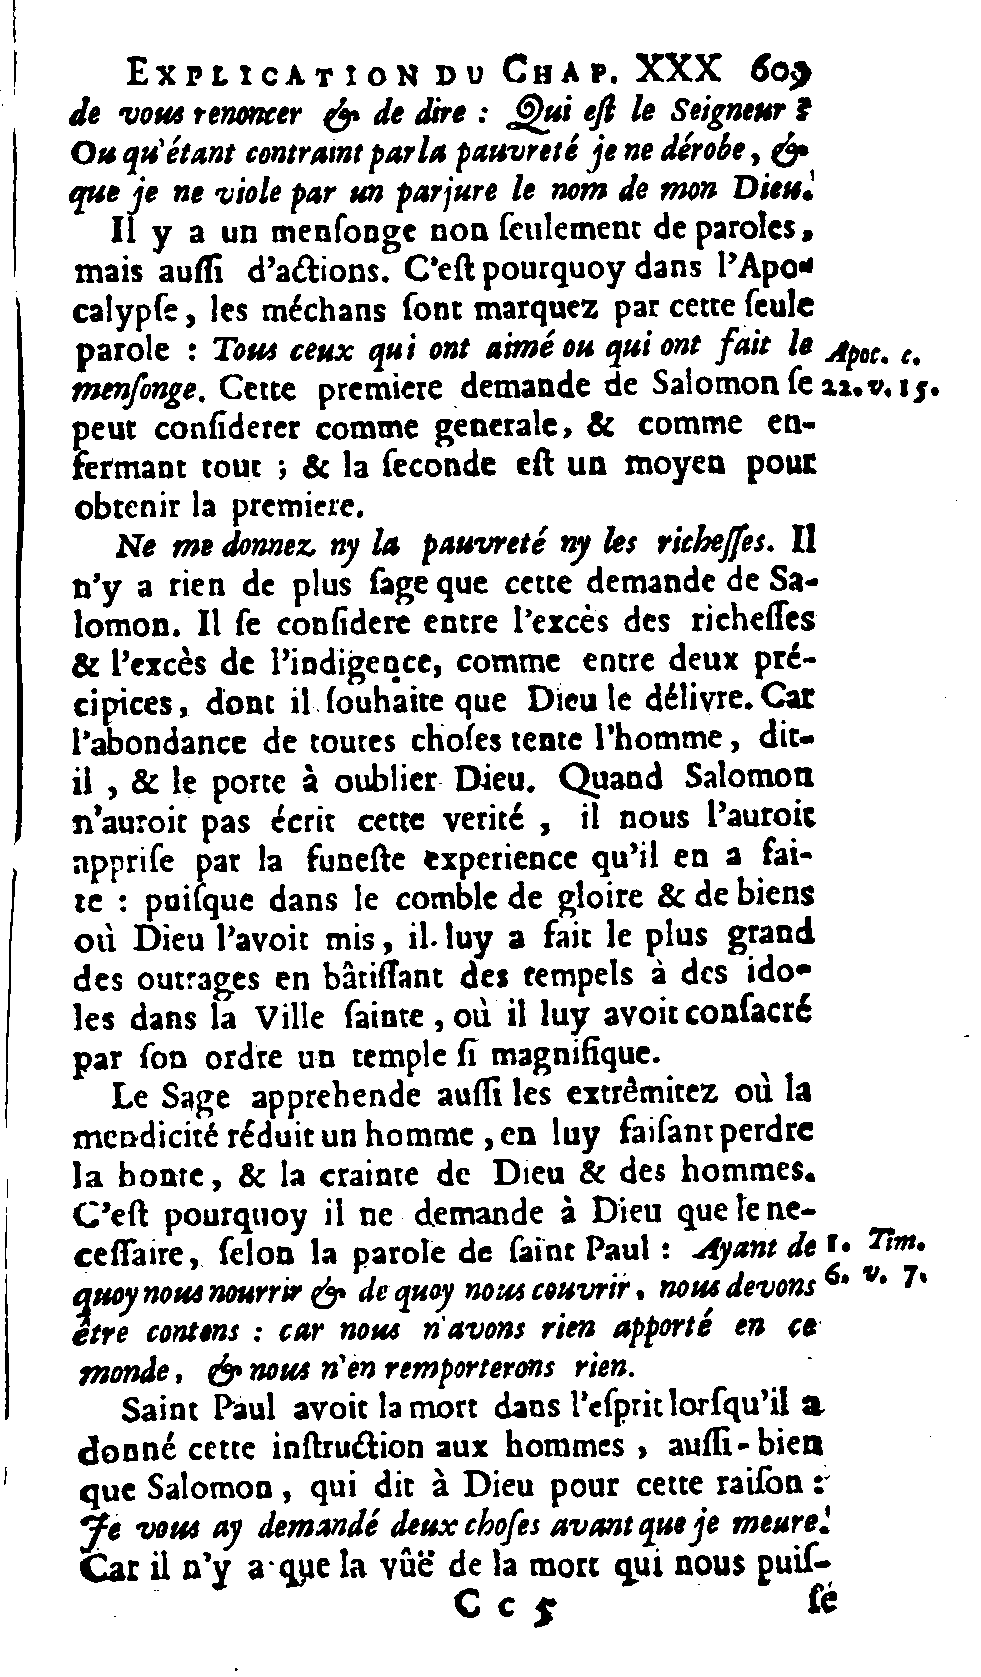 EXPLICATION DU CHAP. XXX 609
de vous renoncer & de dire : Qui eſt le Seigneur ?
Ou qu'étant contraint par la pauvreté je ne dérobe, &
que je ne viole par un parjure le nom de mon Dieu.
Il y a un menſonge non ſeulement de paroles,
mais auſſi d'actions. C'eſt pourquoy dans l'Apo-
calypſe, les méchans ſont marquez par cette ſeule
parole : Tous ceux qui ont aimé ou qui ont fait le
Apoc. c.
menſonge. Cette premiere demande de Salomon ſe
22. v. 15.
peut conſiderer comme generale, & comme en-
fermant tout ; & la ſeconde eſt un moyen pour
obtenir la premiere.
Ne me donnez ny la pauvreté ny les richeſſes. Il
n'y a rien de plus ſage que cette demande de Sa-
lomon. Il ſe conſidere entre l'excès des richeſſes
& l'excès de l'indigence, comme entre deux pré-
cipices, dont il ſouhaite que Dieu le délivre. Car
l'abondance de toutes choſes tente l'homme, dit-
il , & le porte à oublier Dieu. Quand Salomon
n'auroit pas écrit cette verité , il nous l'auroit
appriſe par la funeſte experience qu'il en a fai-
te : puiſque dans le comble de gloire & de biens
où Dieu l'avoit mis, il luy a fait le plus grand
des outrages en bâtiſſant des tempels à des ido-
les dans la Ville ſainte , où il luy avoit conſacré
par ſon ordre un temple ſi magnifique.
Le Sage apprehende auſſi les extrêmitez où la
mendicité réduit un homme , en luy faiſant perdre
la honte, & la crainte de Dieu & des hommes.
C'eſt pourquoy il ne demande à Dieu que le ne-
ceſſaire, ſelon la parole de ſaint Paul : Ayant de
1. Tim.
quoy nous nourrir & de quoy nous couvrir, nous devons
6. v. 7.
être contens : car nous n'avons rien apporté en ce
monde, & nous n'en remporterons rien.
Saint Paul avoit la mort dans l'eſprit lorſqu'il a
donné cette inſtruction aux hommes , auſſi-bien
que Salomon, qui dit à Dieu pour cette raiſon :
Je vous ay demandé deux choſes avant que je meure.
Car il n'y a que la vûë de la mort qui nous puiſ-
C c 5
ſé